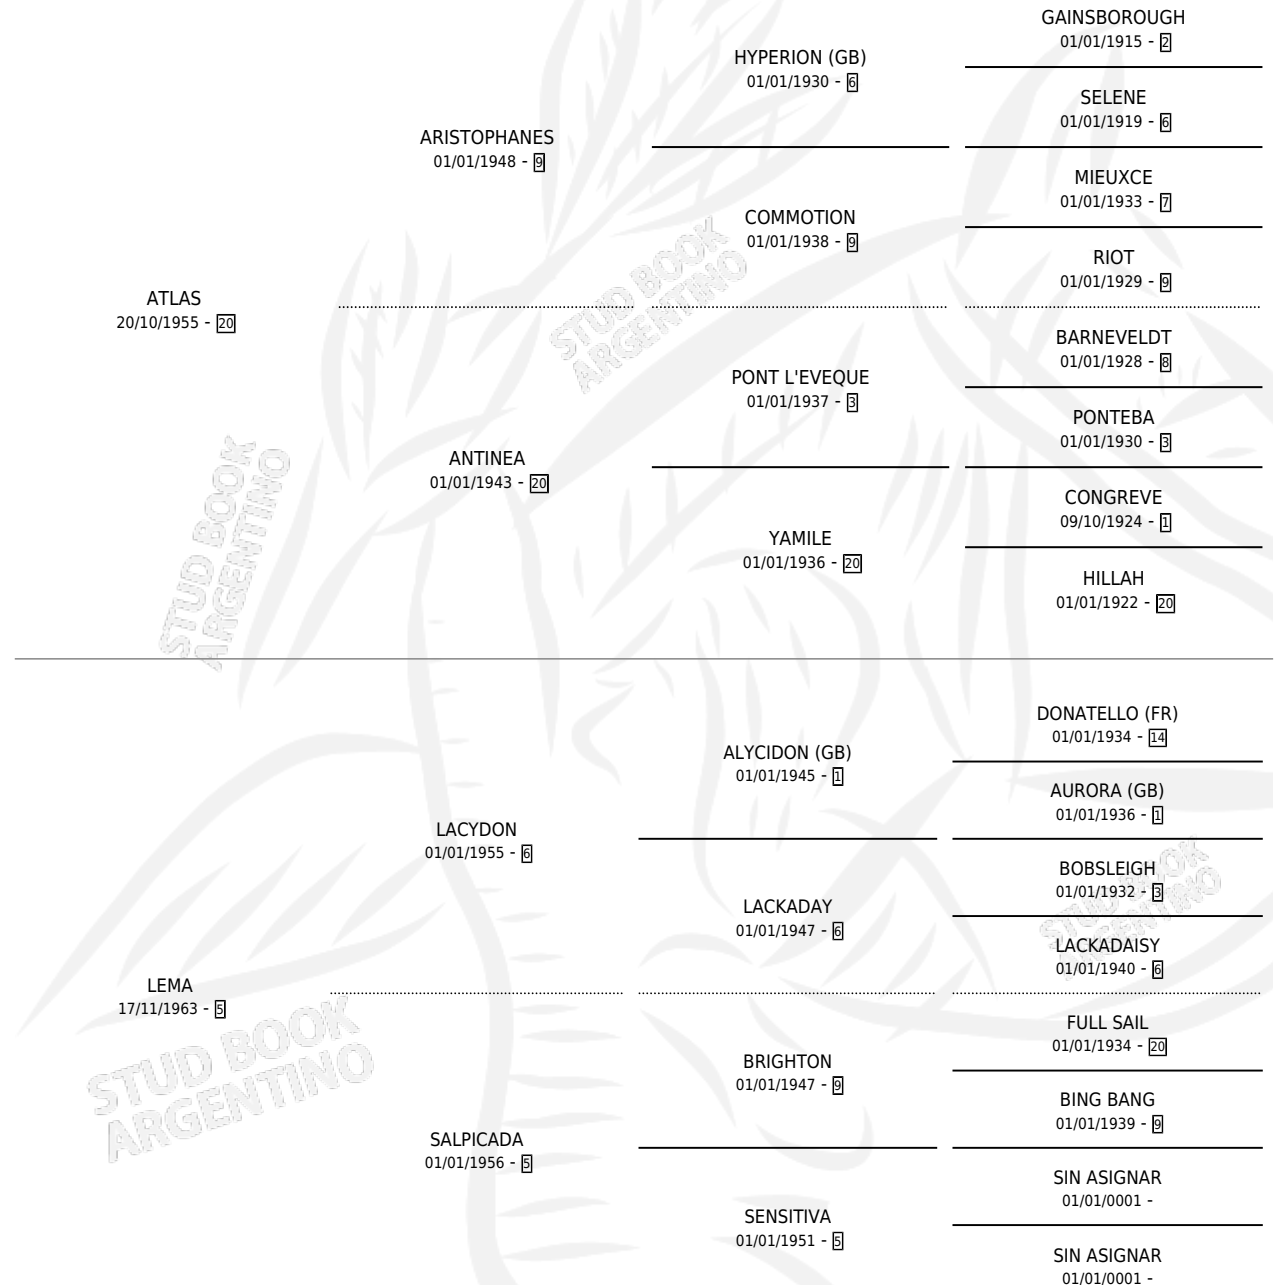 GAINSBOROUGH
01/01/1915 - 2
HYPERION (GB)
01/01/1930 - 6
SELENE
01/01/1919 - 6
ARISTOPHANES
01/01/1948 - 9
MIEUXCE
01/01/1933 - 7
COMMOTION
01/01/1938 - 9
RIOT
01/01/1929 - 9
ATLAS
20/10/1955 - 20
BARNEVELDT
01/01/1928 - 8
PONT L'EVEQUE
01/01/1937 - 3
PONTEBA
01/01/1930 - 3
ANTINEA
01/01/1943 - 20
CONGREVE
09/10/1924 - 1
YAMILE
01/01/1936 - 20
HILLAH
01/01/1922 - 20
DONATELLO (FR)
01/01/1934 - 14
ALYCIDON (GB)
01/01/1945 - 1
AURORA (GB)
01/01/1936 - 1
LACYDON
01/01/1955 - 6
BOBSLEIGH
01/01/1932 - 3
LACKADAY
01/01/1947 - 6
LACKADAISY
01/01/1940 - 6
LEMA
17/11/1963 - 5
FULL SAIL
01/01/1934 - 20
BRIGHTON
01/01/1947 - 9
BING BANG
01/01/1939 - 9
SALPICADA
01/01/1956 - 5
SIN ASIGNAR
01/01/0001 -
SENSITIVA
01/01/1951 - 5
SIN ASIGNAR
01/01/0001 -
STUD BOOK
ARGENTINO
STUD BOOK
ARGENTINO
STUD BOOK
ARGENTINO
STUD BOOK
ARGENTINO